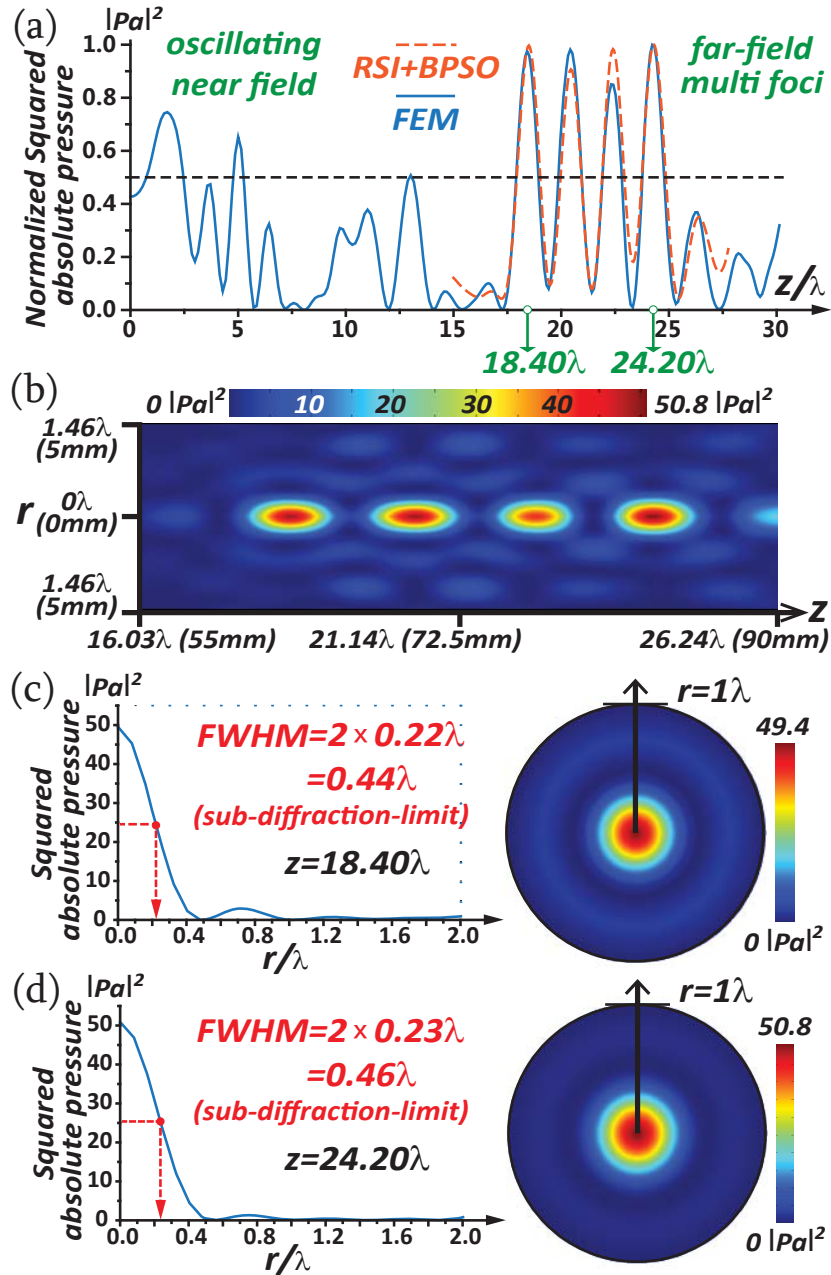 (a)
|Pa|²
Normalized Squared
absolute pressure
1.0
0.8
0.6
0.4
0.2
0.0
oscillating
near field
RSI+BPSO
FEM
far-field
multi foci
z/λ
0 5 10 15 20 25 30
18.40λ 24.20λ
(b)
0 |Pa|² 10 20 30 40 50.8 |Pa|²
1.46λ
(5mm)
r 0λ
(0mm)
1.46λ
(5mm)
z
16.03λ (55mm) 21.14λ (72.5mm) 26.24λ (90mm)
(c)
|Pa|²
Squared
absolute pressure
50
40
30
20
10
0
FWHM=2 × 0.22λ
=0.44λ
(sub-diffraction-limit)
z=18.40λ
0.0 0.4 0.8 1.2 1.6 2.0
r/λ
r=1λ
49.4
0 |Pa|²
(d)
|Pa|²
Squared
absolute pressure
50
40
30
20
10
0
FWHM=2 × 0.23λ
=0.46λ
(sub-diffraction-limit)
z=24.20λ
0.0 0.4 0.8 1.2 1.6 2.0
r/λ
r=1λ
50.8
0 |Pa|²